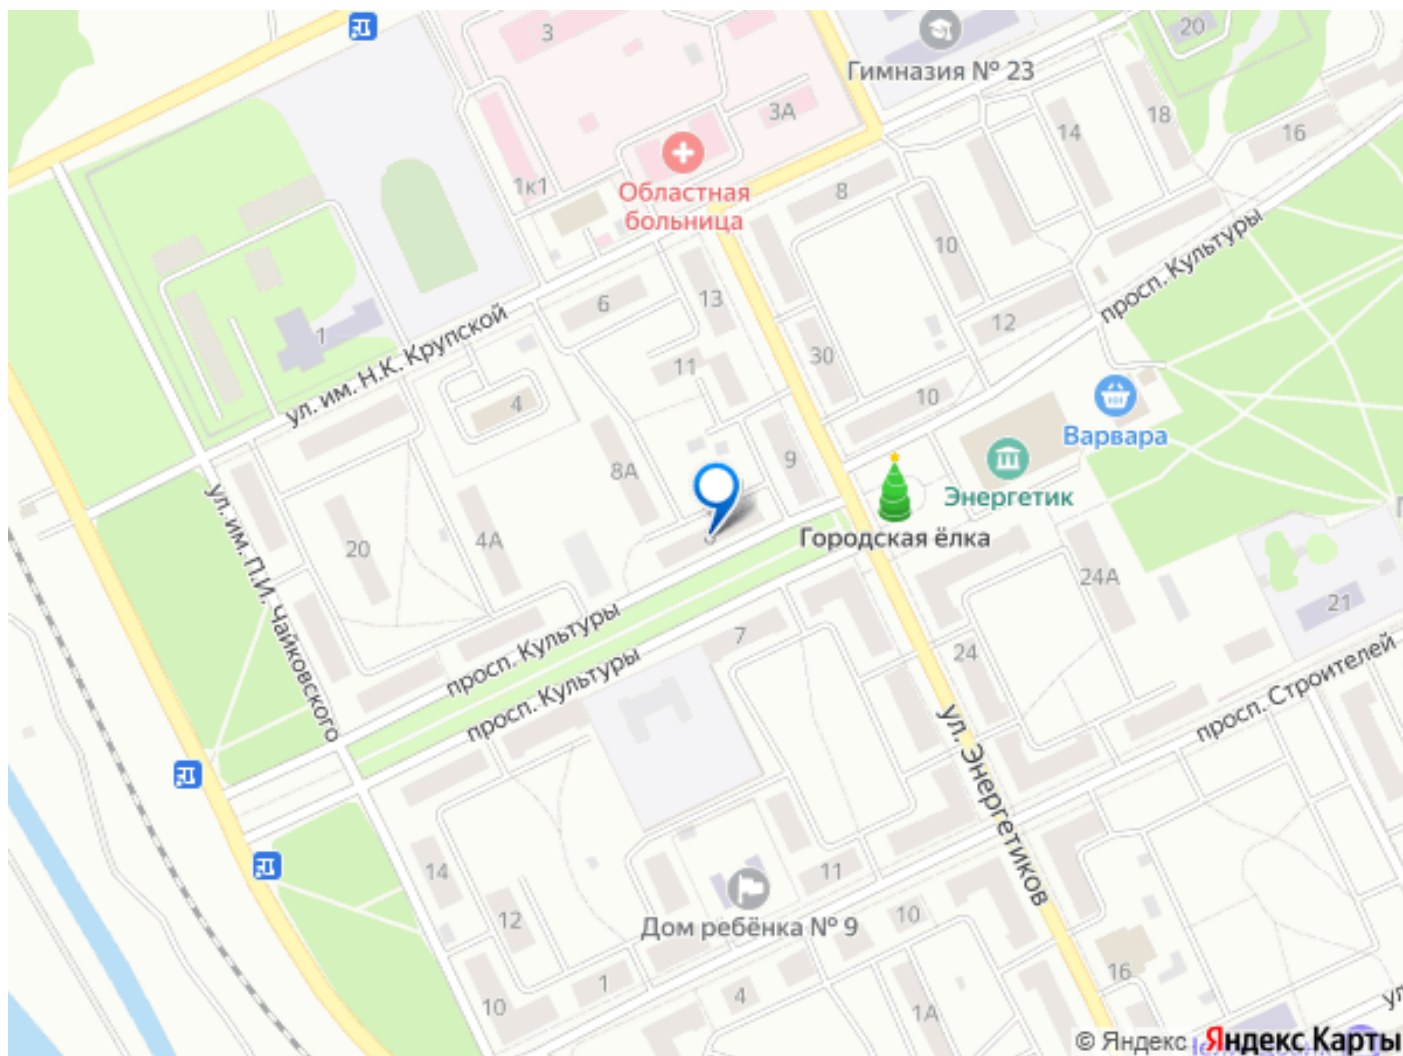 3
20
Гимназия № 23
3А
18
14
16
1к1
Областная
больница
8
10
13
6
просп. Культуры
12
1
ул. им. Н.К. Крупской
30
11
4
10
Варвара
9
8А
Энергетик
ул. им. П.И. Чайковского
20
4А
Городская ёлка
24А
21
7
просп. Культуры
24
просп. Культуры
просп. Строителей
ул. Энергетиков
14
11
12
10
Дом ребёнка № 9
16
1
4
10
1А
© Яндекс Яндекс Карты